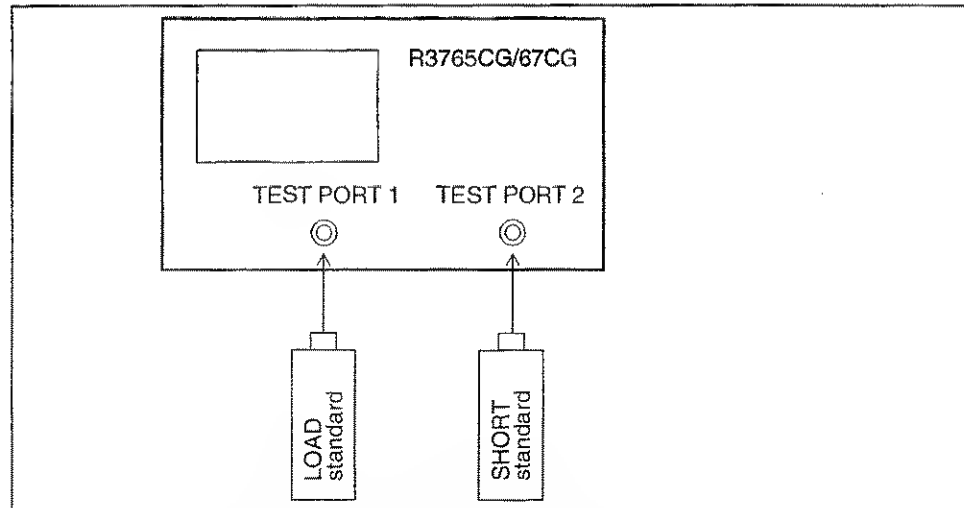 R3765CG/67CG
TEST PORT 1 TEST PORT 2
LOAD
standard
SHORT
standard